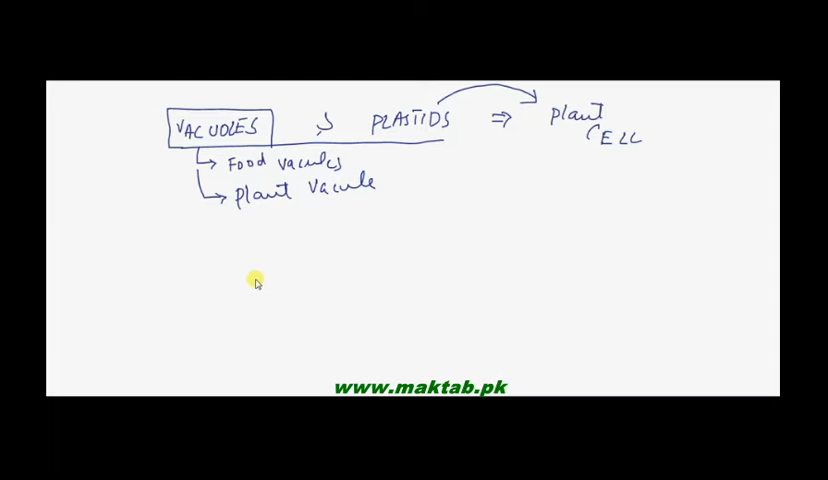 VACUOLES , PLASTIDS ⇒ plant CELL
Food vacules
plant vacule
www.maktab.pk